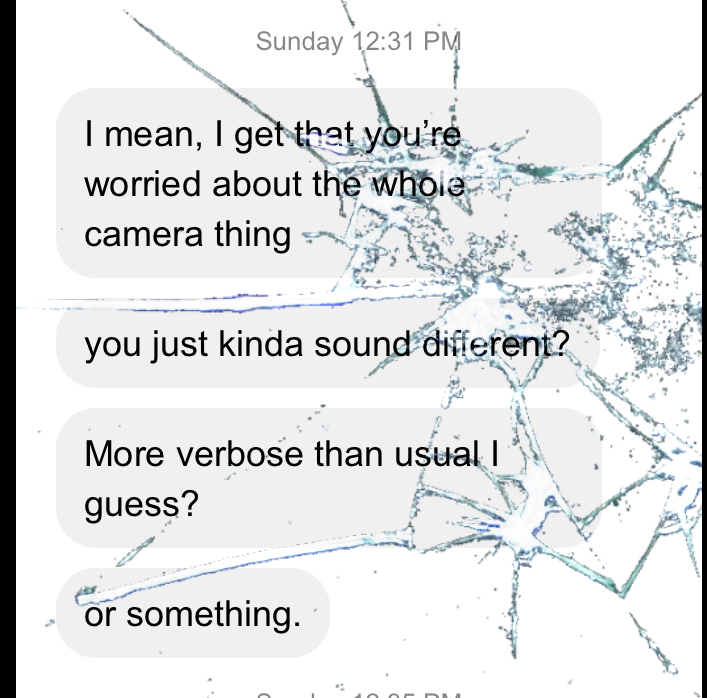 Sunday 12:31 PM
I mean, I get that you’re
worried about the whole
camera thing
you just kinda sound different?
More verbose than usual I
guess?
or something.